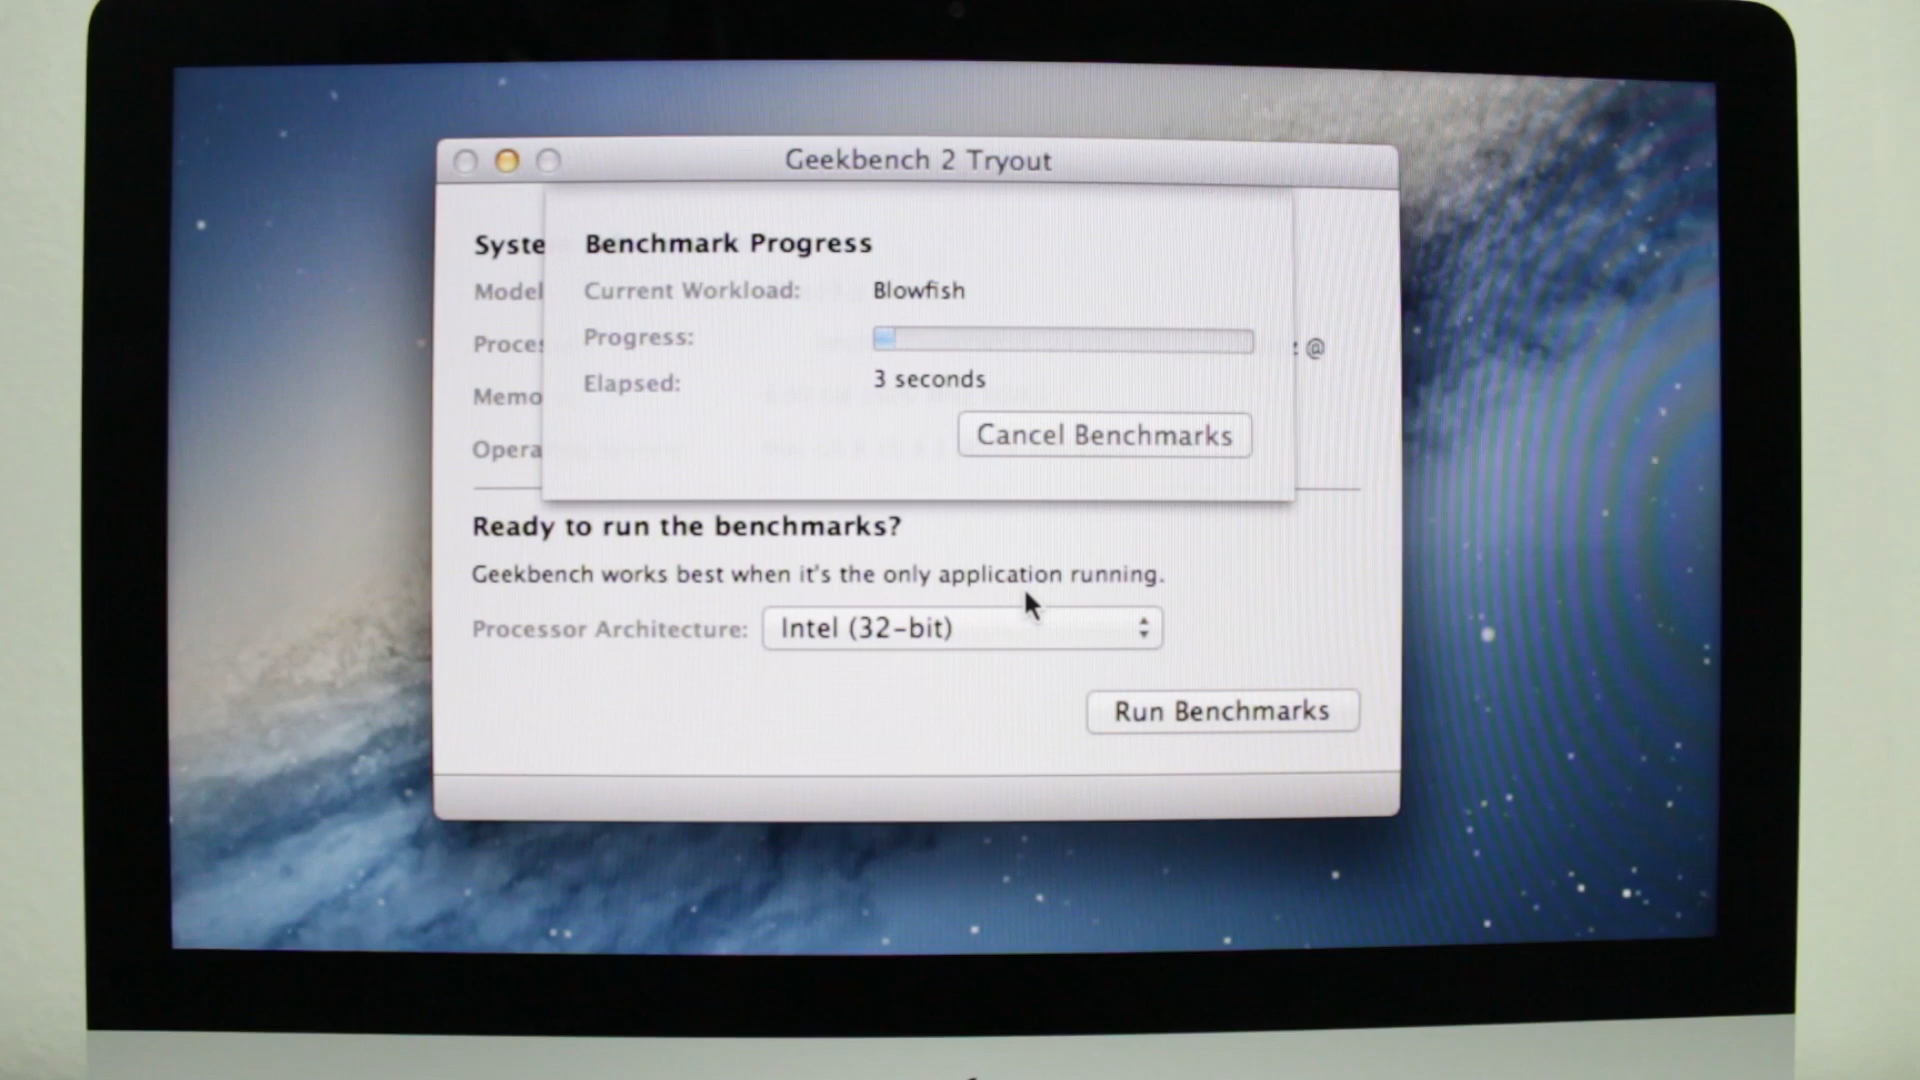 Geekbench 2 Tryout
Syste
Benchmark Progress
Model
Current Workload: Blowfish
Proces
Progress:
: @
Elapsed: 3 seconds
Memo
Cancel Benchmarks
Opera
Ready to run the benchmarks?
Geekbench works best when it's the only application running.
Processor Architecture: Intel (32-bit)
Run Benchmarks